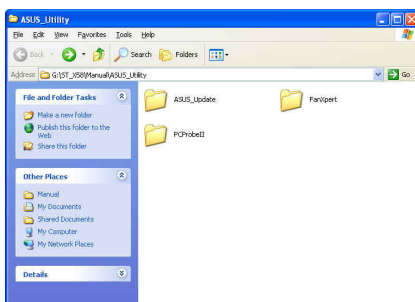 ASUS_Utility
File Edit View Favorites Tools Help
Back Search Folders
Address G:\ST_X58\Manual\ASUS_Utility Go
File and Folder Tasks
Make a new folder
Publish this folder to the
Web
Share this folder
Other Places
Manual
My Documents
Shared Documents
My Computer
My Network Places
Details
ASUS_Update FanXpert
PCProbeII